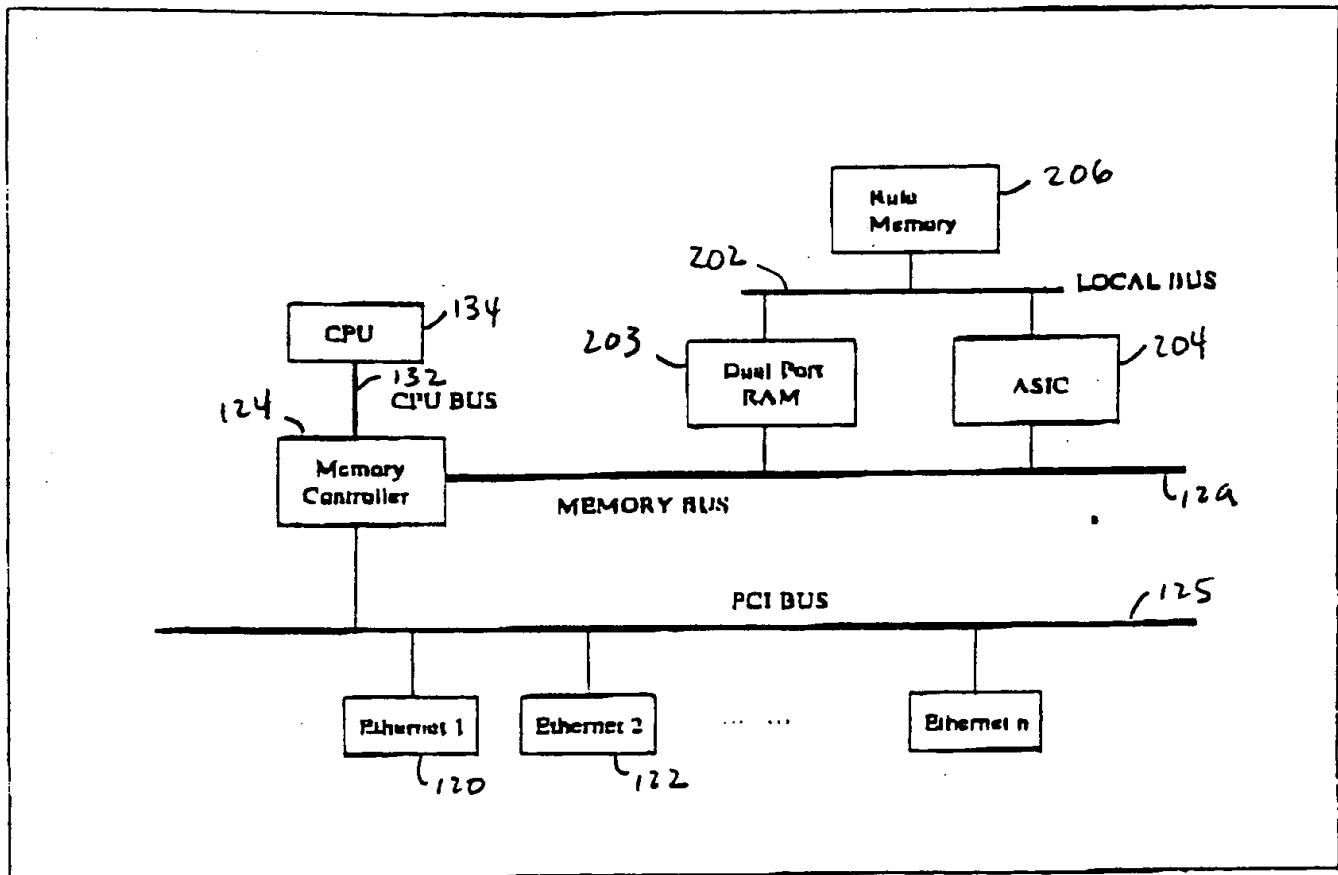 Rule
Memory
206
202
LOCAL BUS
CPU
134
203
Dual Port
RAM
204
ASIC
132
CPU BUS
124
Memory
Controller
MEMORY BUS
129
PCI BUS
125
Ethernet 1
Ethernet 2
... ...
Ethernet n
120
122